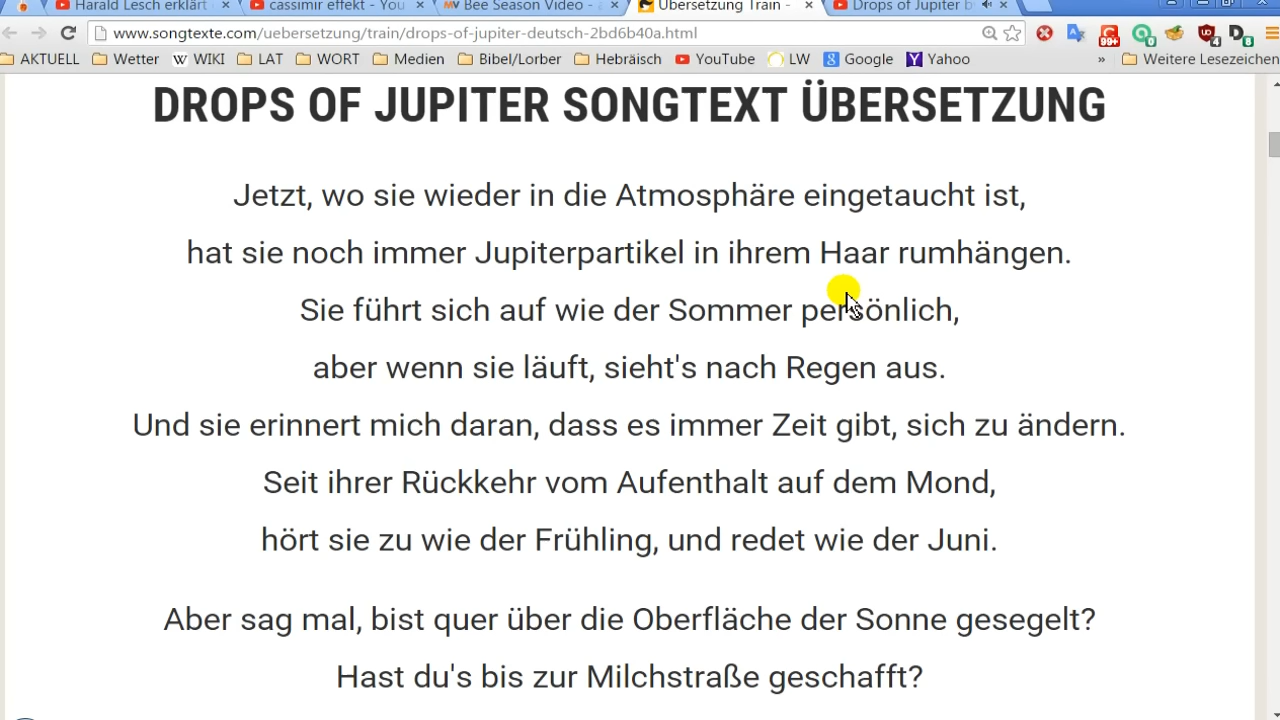 Harald Lesch erklärt
cassimir effekt - You
Bee Season Video -
Übersetzung Train -
Drops of Jupiter b
www.songtexte.com/uebersetzung/train/drops-of-jupiter-deutsch-2bd6b40a.html
99+
4
8
AKTUELL Wetter WIKI LAT WORT Medien Bibel/Lorber Hebräisch YouTube LW Google Yahoo » Weitere Lesezeichen
DROPS OF JUPITER SONGTEXT ÜBERSETZUNG
Jetzt, wo sie wieder in die Atmosphäre eingetaucht ist,
hat sie noch immer Jupiterpartikel in ihrem Haar rumhängen.
Sie führt sich auf wie der Sommer persönlich,
aber wenn sie läuft, sieht's nach Regen aus.
Und sie erinnert mich daran, dass es immer Zeit gibt, sich zu ändern.
Seit ihrer Rückkehr vom Aufenthalt auf dem Mond,
hört sie zu wie der Frühling, und redet wie der Juni.
Aber sag mal, bist quer über die Oberfläche der Sonne gesegelt?
Hast du's bis zur Milchstraße geschafft?